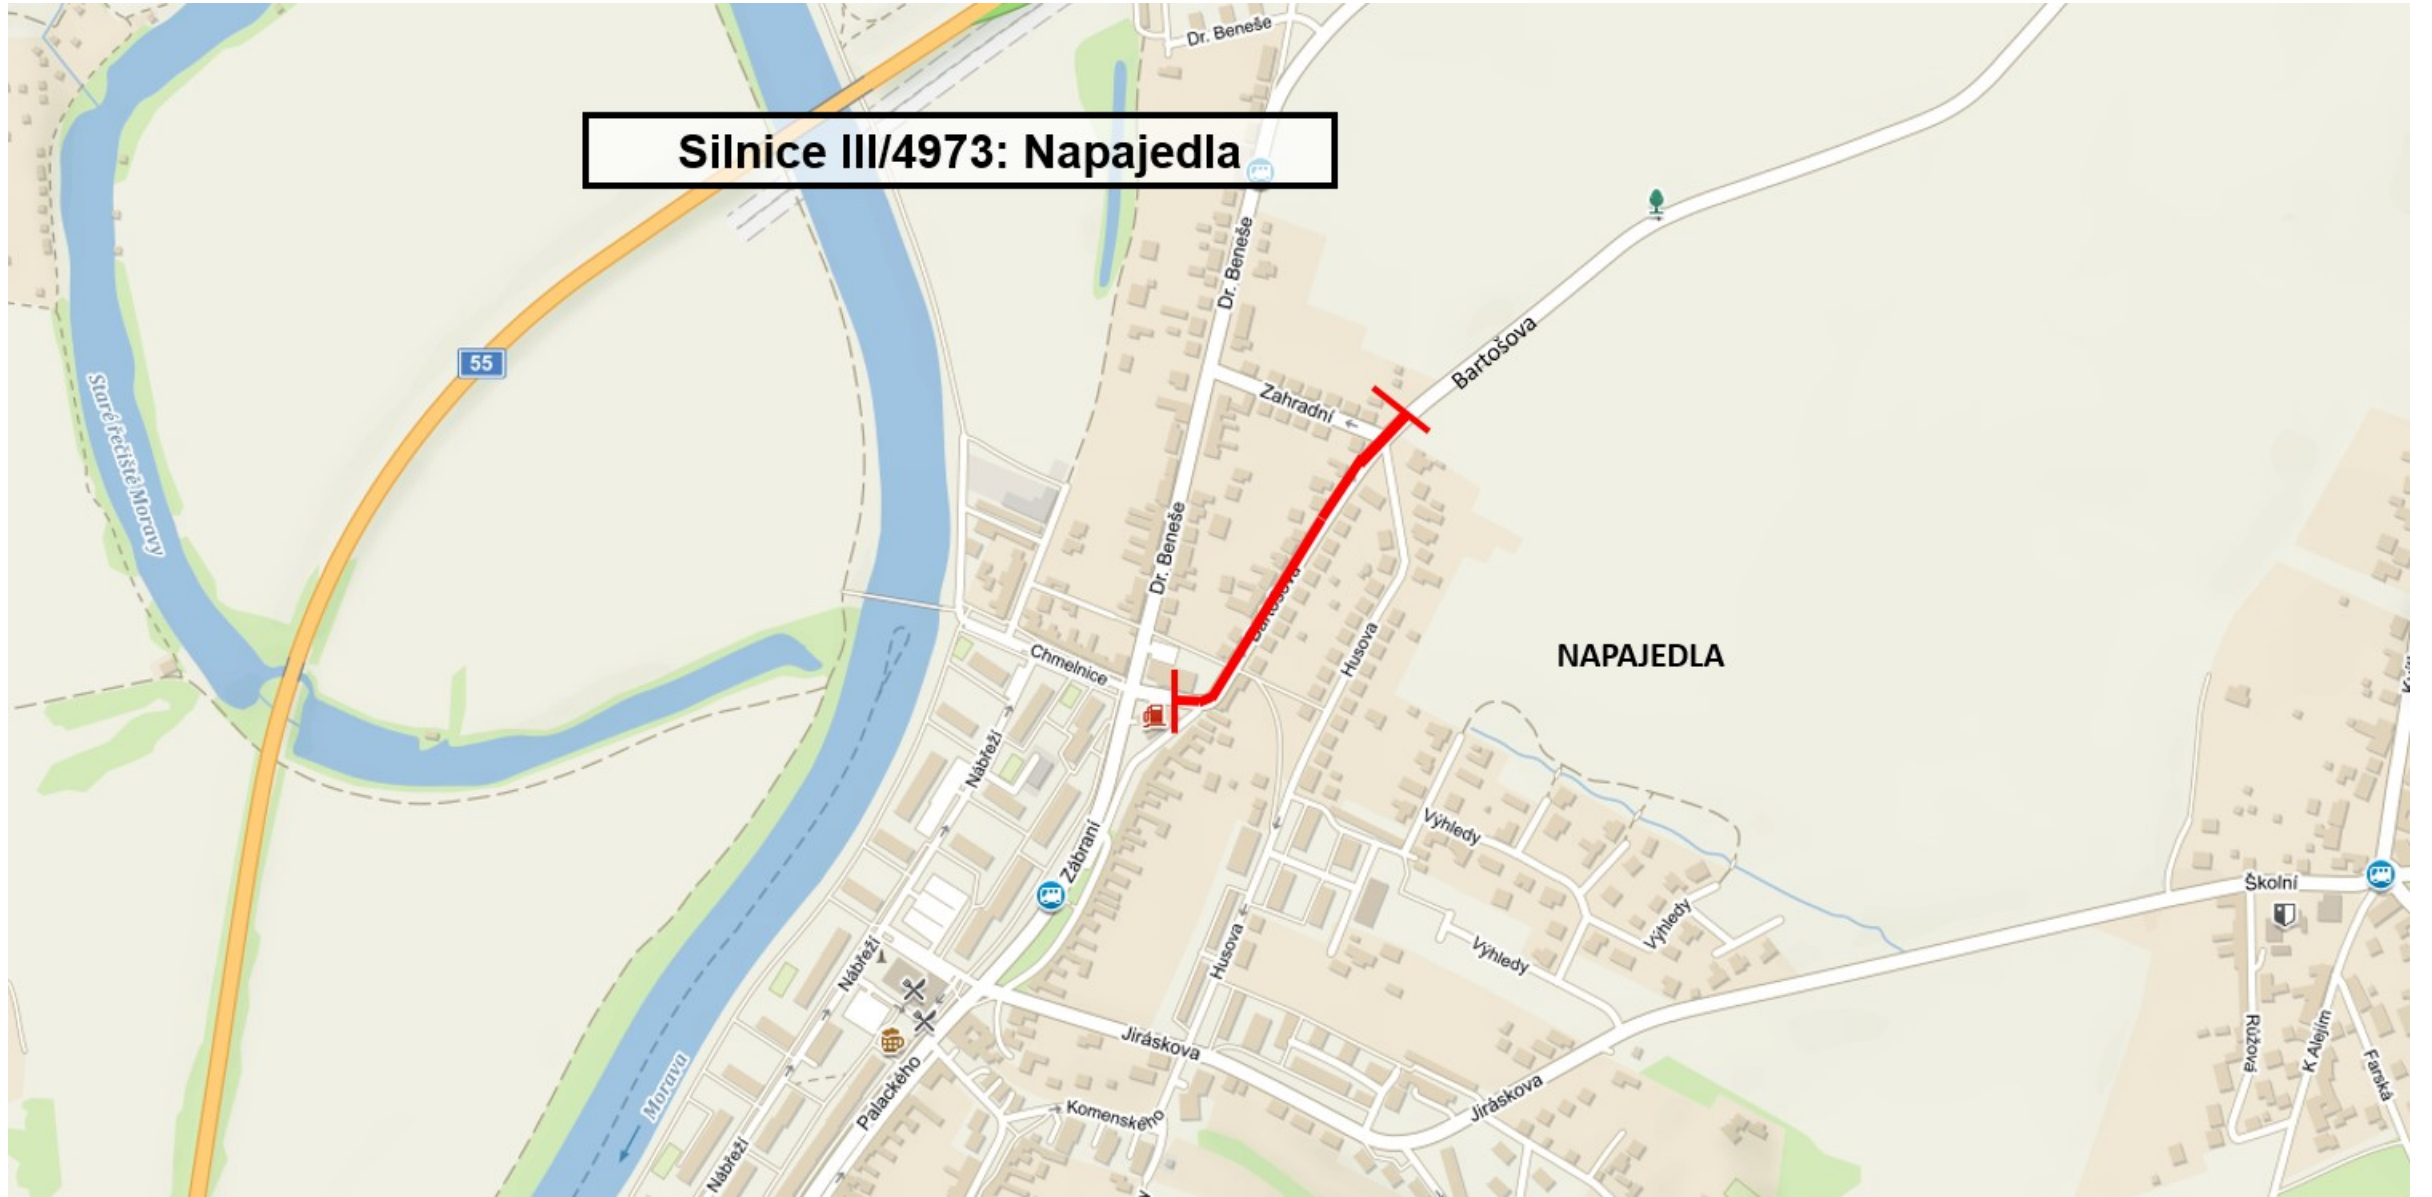 Dr. Beneše
Silnice III/4973: Napajedla
Dr. Beneše
Bartošova
55
Zahradní
Staré řečiště Moravy
Dr. Beneše
Bartošova
Husova
NAPAJEDLA
Chmelnice
Nábřeží
Výhledy
Zábraní
Školní
Výhledy
Husova
Výhledy
Nábřeží
Jiráskova
Růžová
K Alejím
Farská
Morava
Palackého
Jiráskova
Komenského
Nábřeží